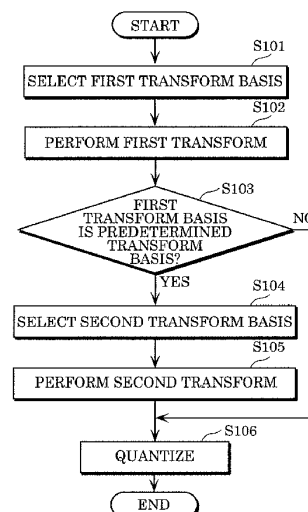 START
S101
SELECT FIRST TRANSFORM BASIS
S102
PERFORM FIRST TRANSFORM
S103
FIRST
TRANSFORM BASIS
IS PREDETERMINED
TRANSFORM
BASIS?
NO
YES
S104
SELECT SECOND TRANSFORM BASIS
S105
PERFORM SECOND TRANSFORM
S106
QUANTIZE
END